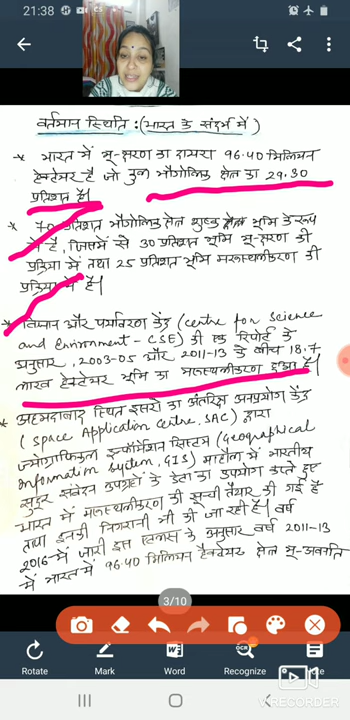 21:38
वर्तमान स्थिति : (भारत के संदर्भ में)
* भारत में भू-क्षरण का दायरा 96.40 मिलियन
हेक्टेयर है जो कुल भौगोलिक क्षेत्र का 29.30
प्रतिशत है।
* 70 प्रतिशत भौगोलिक क्षेत्र शुष्क भूमि के रूप
में है, जिसमें से 30 प्रतिशत भूमि भू-क्षरण की
प्रक्रिया में तथा 25 प्रतिशत भूमि मरुस्थलीकरण की
प्रक्रिया में है।
* विज्ञान और पर्यावरण केंद्र (Centre for Science
and Environment - CSE) की एक रिपोर्ट के
अनुसार, 2003-05 और 2011-13 के बीच 18.7
लाख हेक्टेयर भूमि का मरुस्थलीकरण हुआ है।
* अहमदाबाद स्थित इसरो का अंतरिक्ष अनुप्रयोग केंद्र
(Space Application Centre, SAC) द्वारा
ज्योग्राफिकल इन्फॉर्मेशन सिस्टम (Geographical
Information System, GIS) माहौल में भारतीय
सुदूर संवेदन उपग्रहों के डेटा का उपयोग करते हुए
भारत में मरुस्थलीकरण की सूची तैयार की गई है
तथा इनकी निगरानी भी की जा रही है। वर्ष
2016 में जारी इस एटलस के अनुसार वर्ष 2011-13
में भारत में 96.40 मिलियन हेक्टेयर क्षेत्र भू-अवनति
3/10
Rotate Mark Word Recognize
V RECORDER